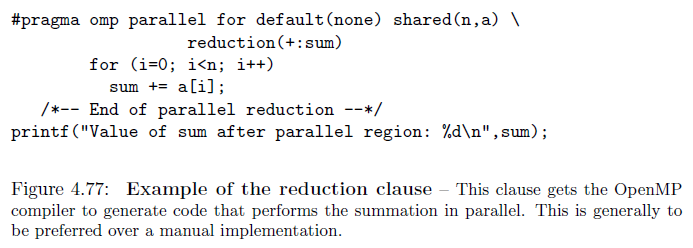 #pragma omp parallel for default(none) shared(n,a) \
reduction(+:sum)
for (i=0; i<n; i++)
sum += a[i];
/*-- End of parallel reduction --*/
printf("Value of sum after parallel region: %d\n",sum);
Figure 4.77: Example of the reduction clause – This clause gets the OpenMP
compiler to generate code that performs the summation in parallel. This is generally to
be preferred over a manual implementation.